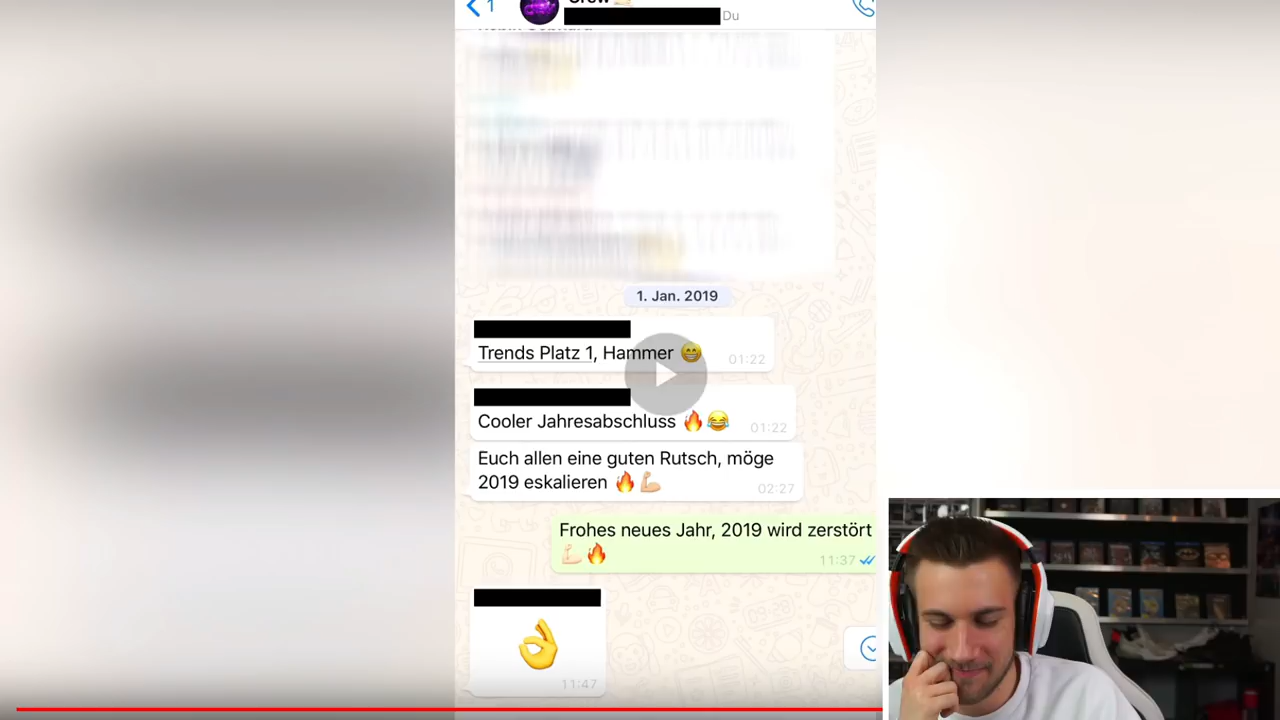 1
Du
1. Jan. 2019
Trends Platz 1, Hammer 😁
01:22
Cooler Jahresabschluss 🔥😂
01:22
Euch allen eine guten Rutsch, möge
2019 eskalieren 🔥💪🏼
02:27
Frohes neues Jahr, 2019 wird zerstört
💪🏻🔥
11:37
👌
11:47